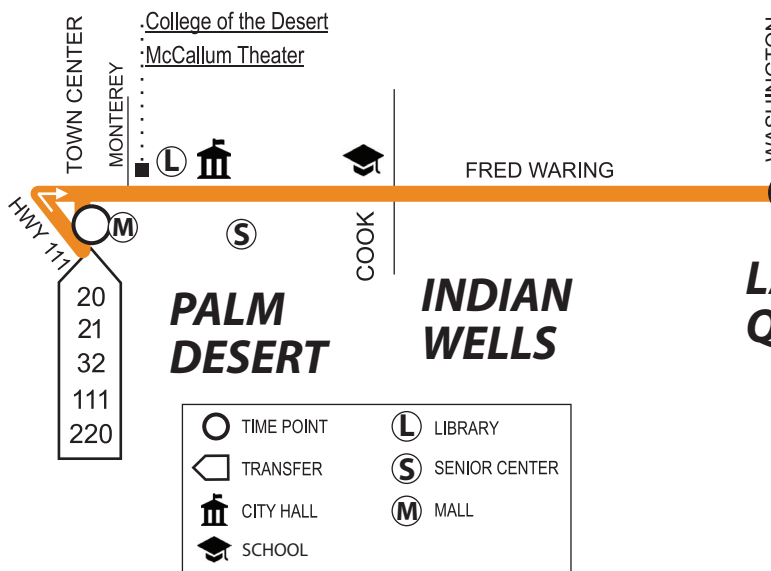 College of the Desert
McCallum Theater
TOWN CENTER
MONTEREY
WASHINGTON
L
FRED WARING
HWY 111
M
S
COOK
20
21
32
111
220
PALM
DESERT
INDIAN
WELLS
LA
Q
TIME POINT
L LIBRARY
TRANSFER
S SENIOR CENTER
CITY HALL
M MALL
SCHOOL